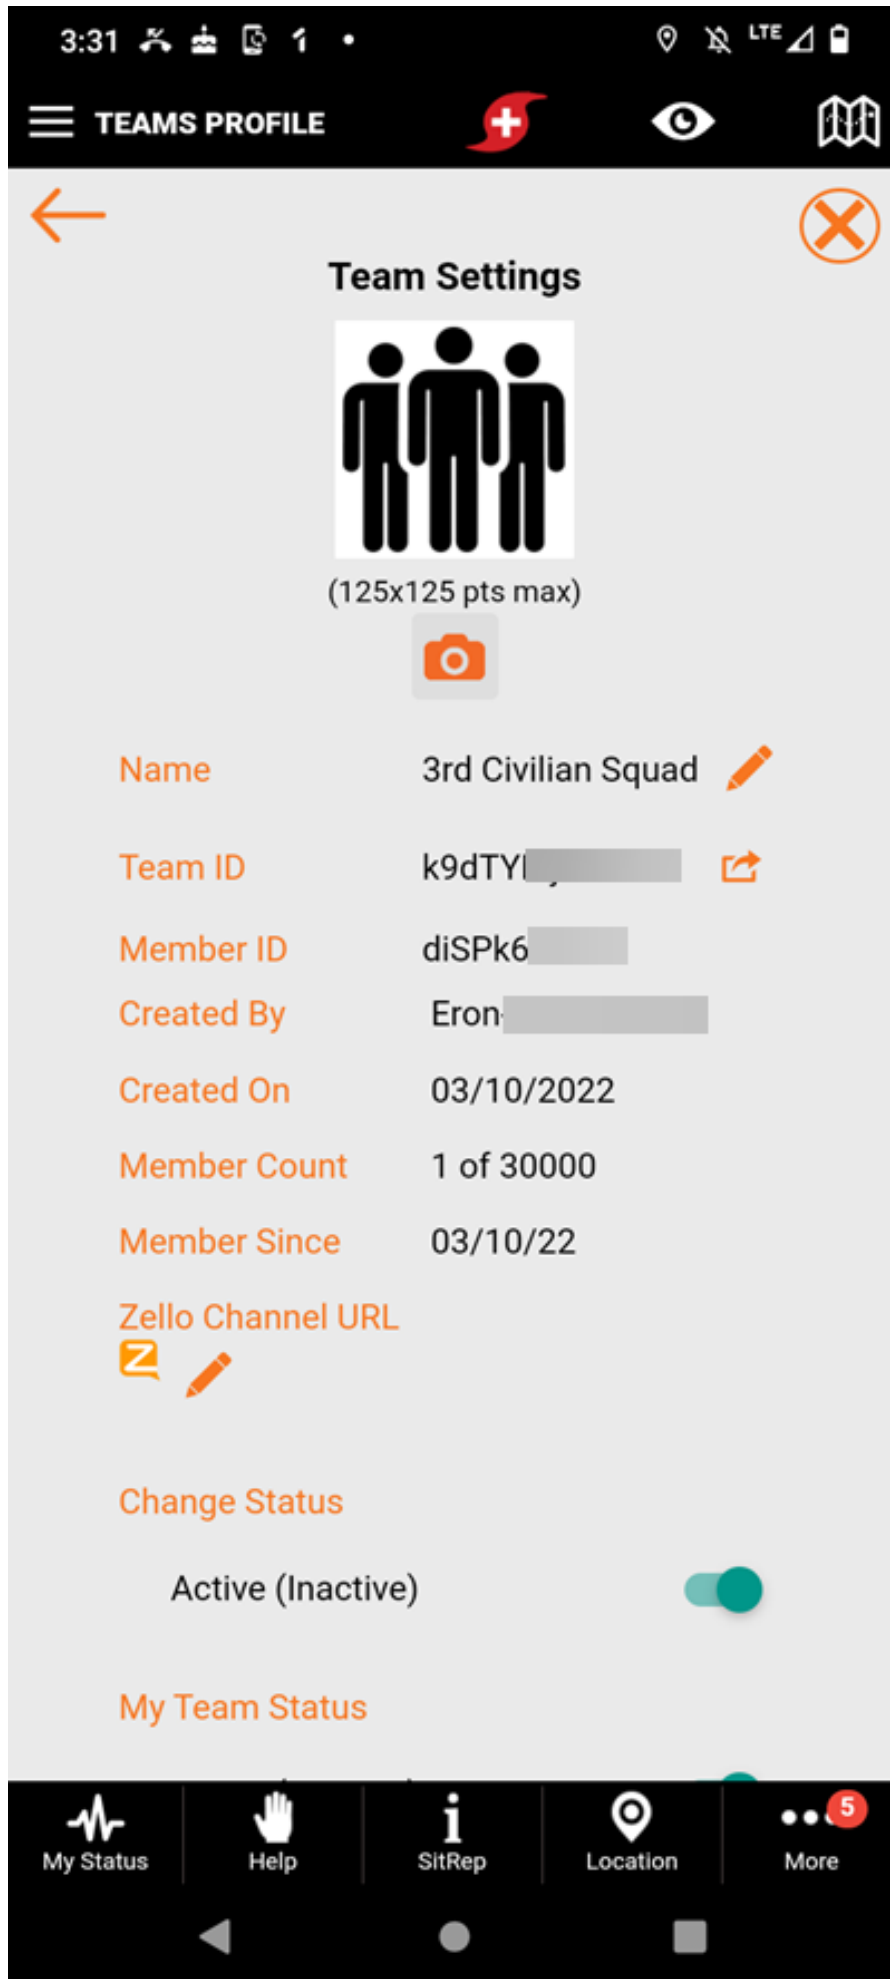 3:31
LTE
TEAMS PROFILE
Team Settings
(125x125 pts max)
Name 3rd Civilian Squad
Team ID k9dTY
Member ID diSPk6
Created By Eron
Created On 03/10/2022
Member Count 1 of 30000
Member Since 03/10/22
Zello Channel URL
Z
Change Status
Active (Inactive)
My Team Status
5
My Status Help SitRep Location More